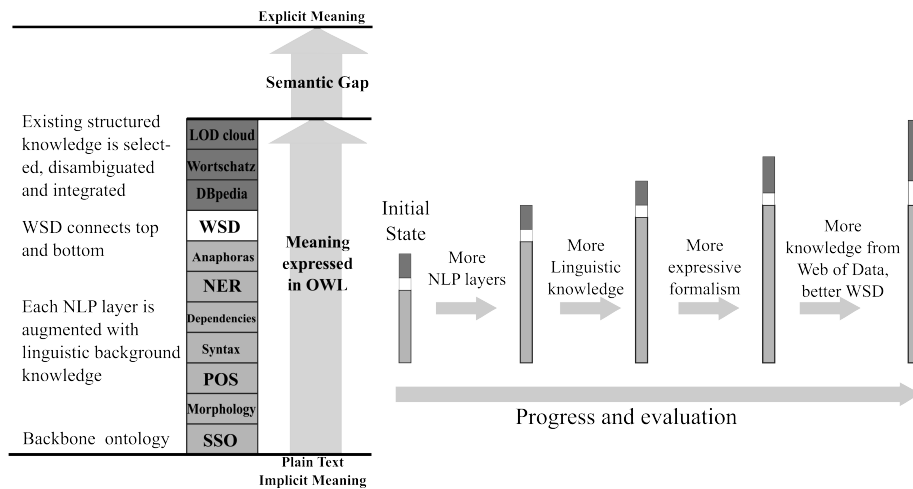 Explicit Meaning
Semantic Gap
Existing structured
knowledge is select-
ed, disambiguated
and integrated
WSD connects top
and bottom
Each NLP layer is
augmented with
linguistic background
knowledge
Backbone ontology
LOD cloud
Wortschatz
DBpedia
WSD
Anaphoras
NER
Dependencies
Syntax
POS
Morphology
SSO
Meaning
expressed
in OWL
Plain Text
Implicit Meaning
Initial
State
More
NLP layers
More
Linguistic
knowledge
More
expressive
formalism
More
knowledge from
Web of Data,
better WSD
Progress and evaluation